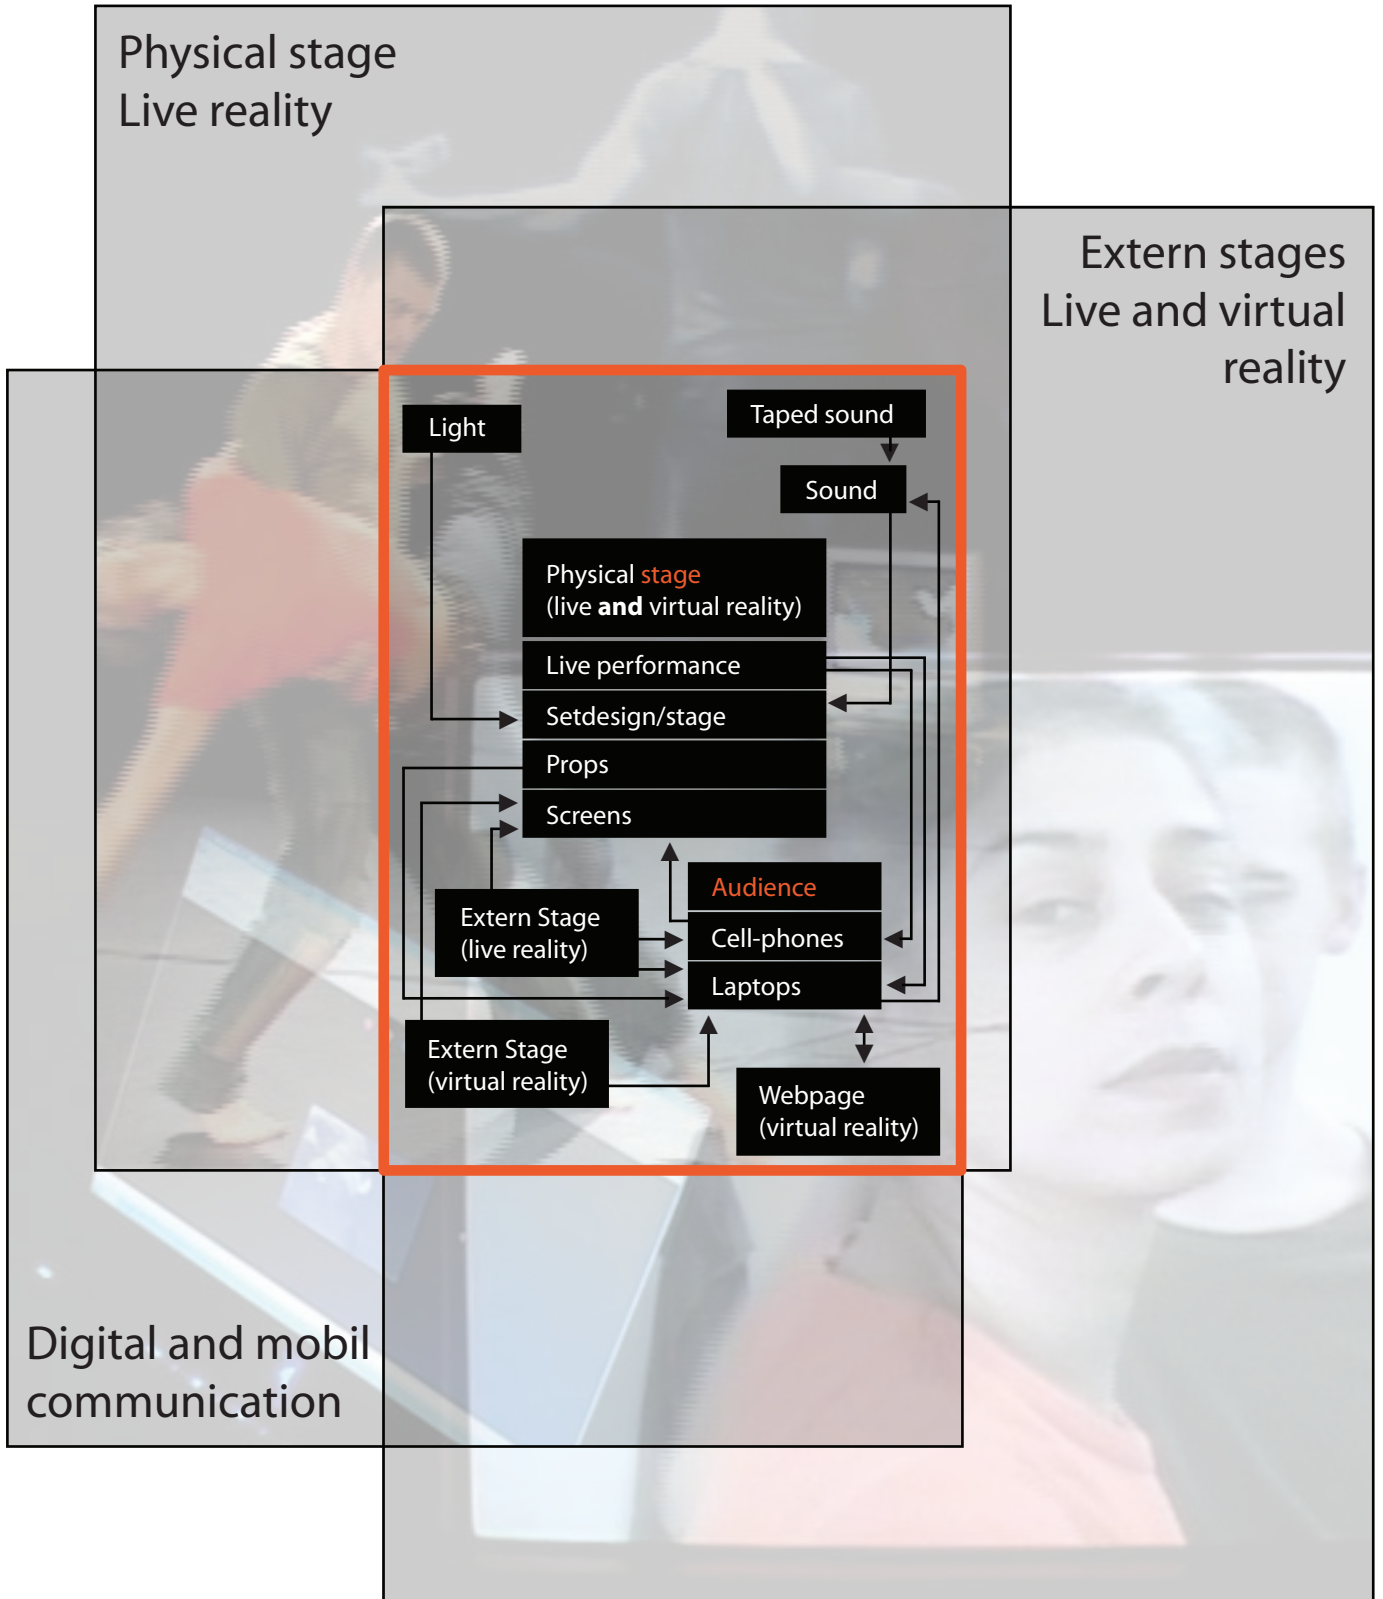 Physical stage
Live reality
Extern stages
Live and virtual
reality
Light
Taped sound
Sound
Physical stage
(live and virtual reality)
Live performance
Setdesign/stage
Props
Screens
Audience
Cell-phones
Laptops
Extern Stage
(live reality)
Extern Stage
(virtual reality)
Webpage
(virtual reality)
Digital and mobil
communication